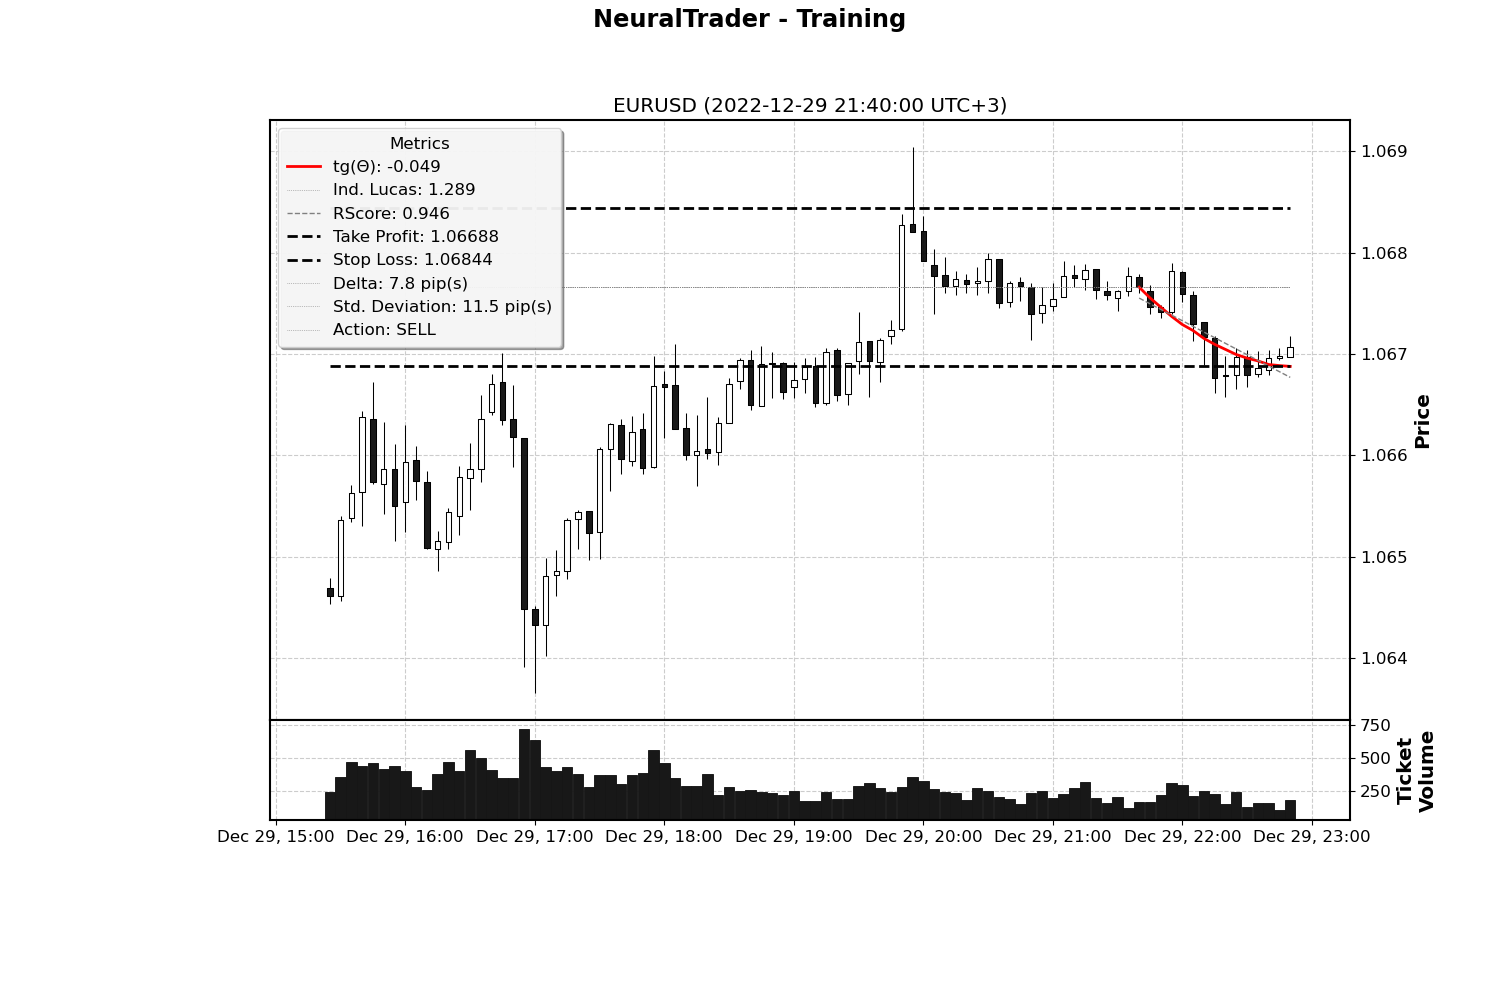 NeuralTrader - Training
EURUSD (2022-12-29 21:40:00 UTC+3)
Metrics
tg(Θ): -0.049
Ind. Lucas: 1.289
RScore: 0.946
Take Profit: 1.06688
Stop Loss: 1.06844
Delta: 7.8 pip(s)
Std. Deviation: 11.5 pip(s)
Action: SELL
1.069
1.068
1.067
1.066
1.065
1.064
Price
750
500
250
Ticket
Volume
Dec 29, 15:00 Dec 29, 16:00 Dec 29, 17:00 Dec 29, 18:00 Dec 29, 19:00 Dec 29, 20:00 Dec 29, 21:00 Dec 29, 22:00 Dec 29, 23:00